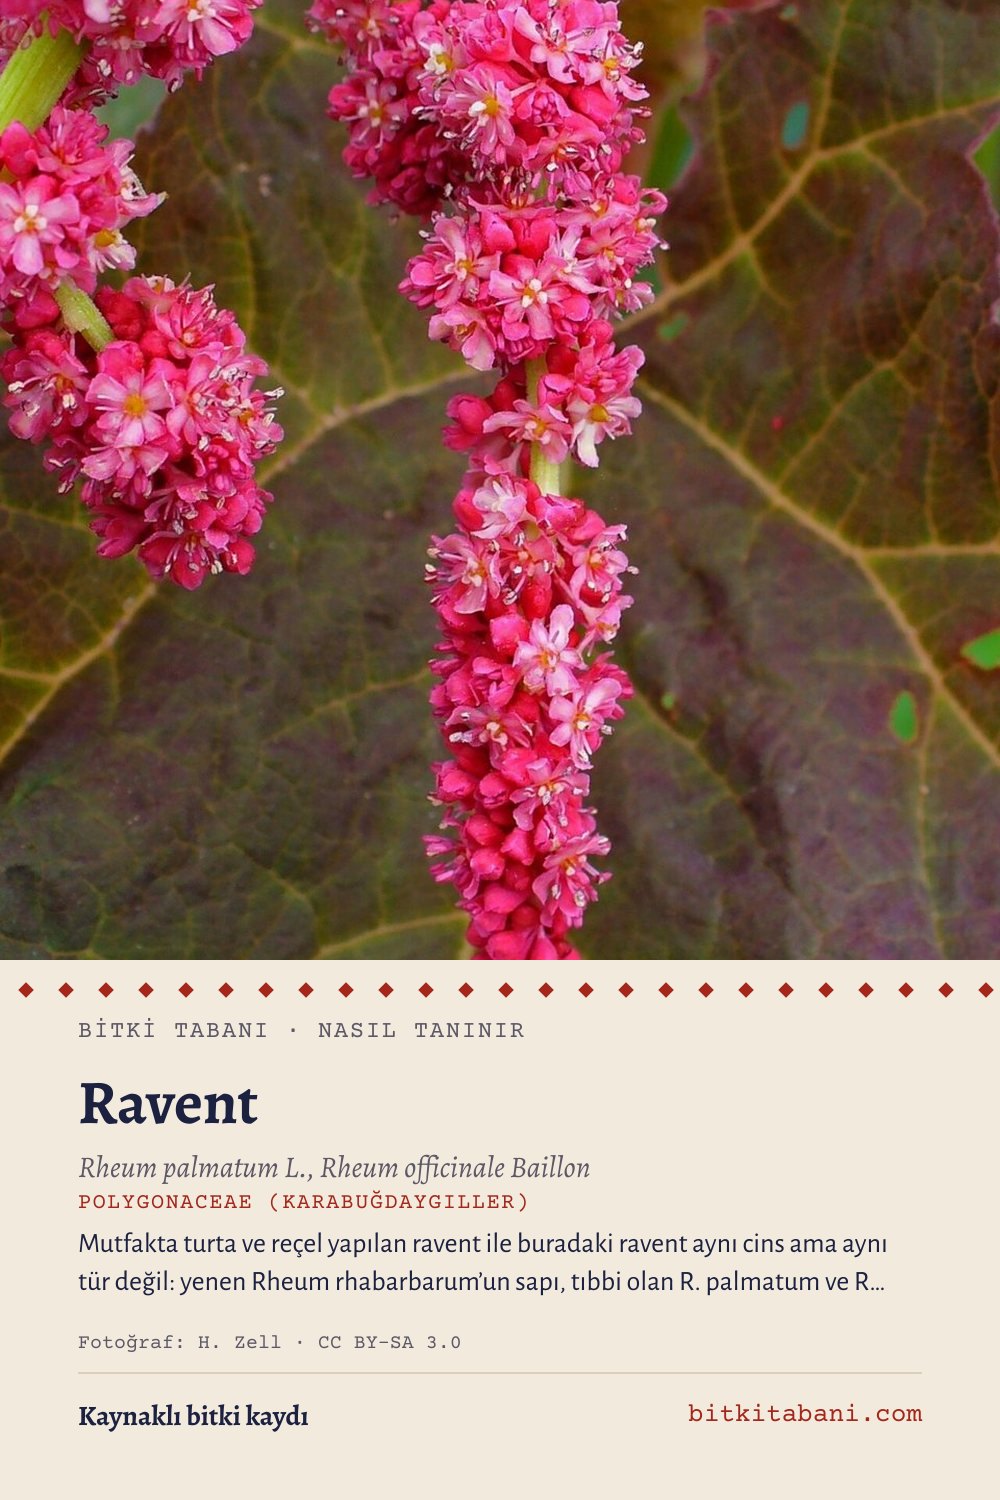 BİTKİ TABANI · NASIL TANINIR
Ravent
Rheum palmatum L., Rheum officinale Baillon
POLYGONACEAE (KARABUĞDAYGILLER)
Mutfakta turta ve reçel yapılan ravent ile buradaki ravent aynı cins ama aynı
tür değil: yenen Rheum rhabarbarum’un sapı, tıbbi olan R. palmatum ve R…
Fotoğraf: H. Zell · CC BY-SA 3.0
Kaynaklı bitki kaydı
bitkitabani.com